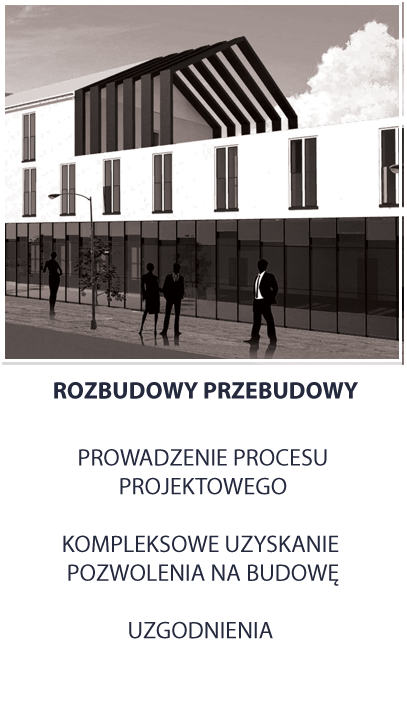 ROZBUDOWY PRZEBUDOWY
PROWADZENIE PROCESU
PROJEKTOWEGO
KOMPLEKSOWE UZYSKANIE
POZWOLENIA NA BUDOWĘ
UZGODNIENIA